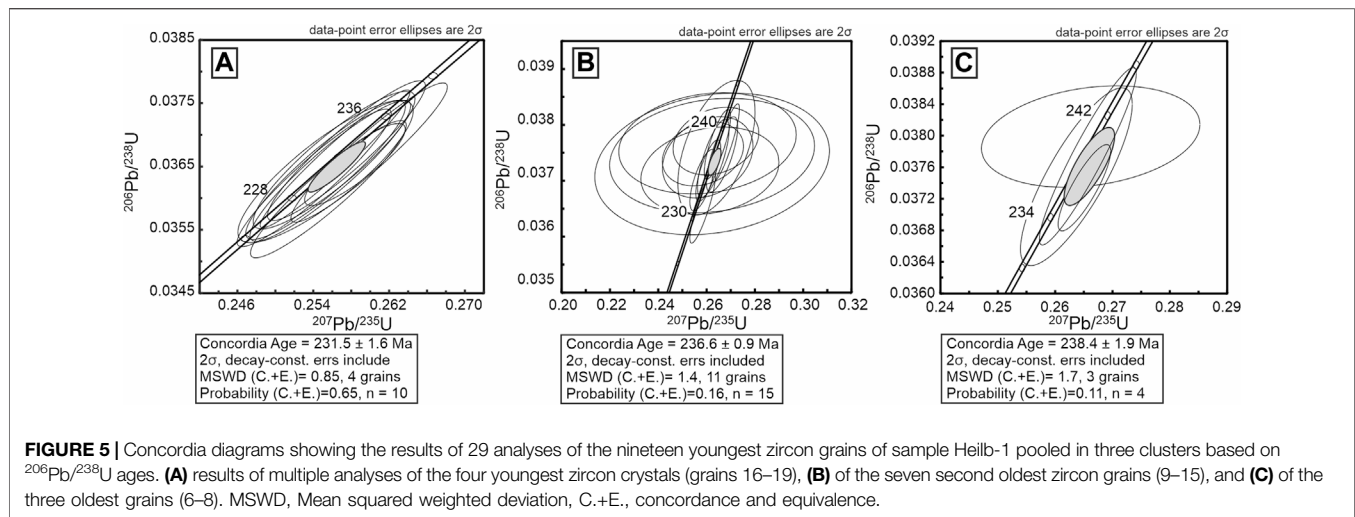 data-point error ellipses are 2σ
A
0.0385
0.0375
0.0365
0.0355
0.0345
206Pb/238U
236
228
0.246 0.254 0.262 0.270
207Pb/235U
Concordia Age = 231.5 ± 1.6 Ma
2σ, decay-const. errs include
MSWD (C.+E.)= 0.85, 4 grains
Probability (C.+E.)=0.65, n = 10
data-point error ellipses are 2σ
B
0.039
0.038
0.037
0.036
0.035
206Pb/238U
240
230
0.20 0.22 0.24 0.26 0.28 0.30 0.32
207Pb/235U
Concordia Age = 236.6 ± 0.9 Ma
2σ, decay-const. errs included
MSWD (C.+E.)= 1.4, 11 grains
Probability (C.+E.)=0.16, n = 15
data-point error ellipses are 2σ
C
0.0392
0.0388
0.0384
0.0380
0.0376
0.0372
0.0368
0.0364
0.0360
206Pb/238U
242
234
0.24 0.25 0.27 0.27 0.29
207Pb/235U
Concordia Age = 238.4 ± 1.9 Ma
2σ, decay-const. errs included
MSWD (C.+E.)= 1.7, 3 grains
Probability (C.+E.)=0.11, n = 4
FIGURE 5 | Concordia diagrams showing the results of 29 analyses of the nineteen youngest zircon grains of sample Heilb-1 pooled in three clusters based on
206Pb/238U ages. (A) results of multiple analyses of the four youngest zircon crystals (grains 16–19), (B) of the seven second oldest zircon grains (9–15), and (C) of the
three oldest grains (6–8). MSWD, Mean squared weighted deviation, C.+E., concordance and equivalence.